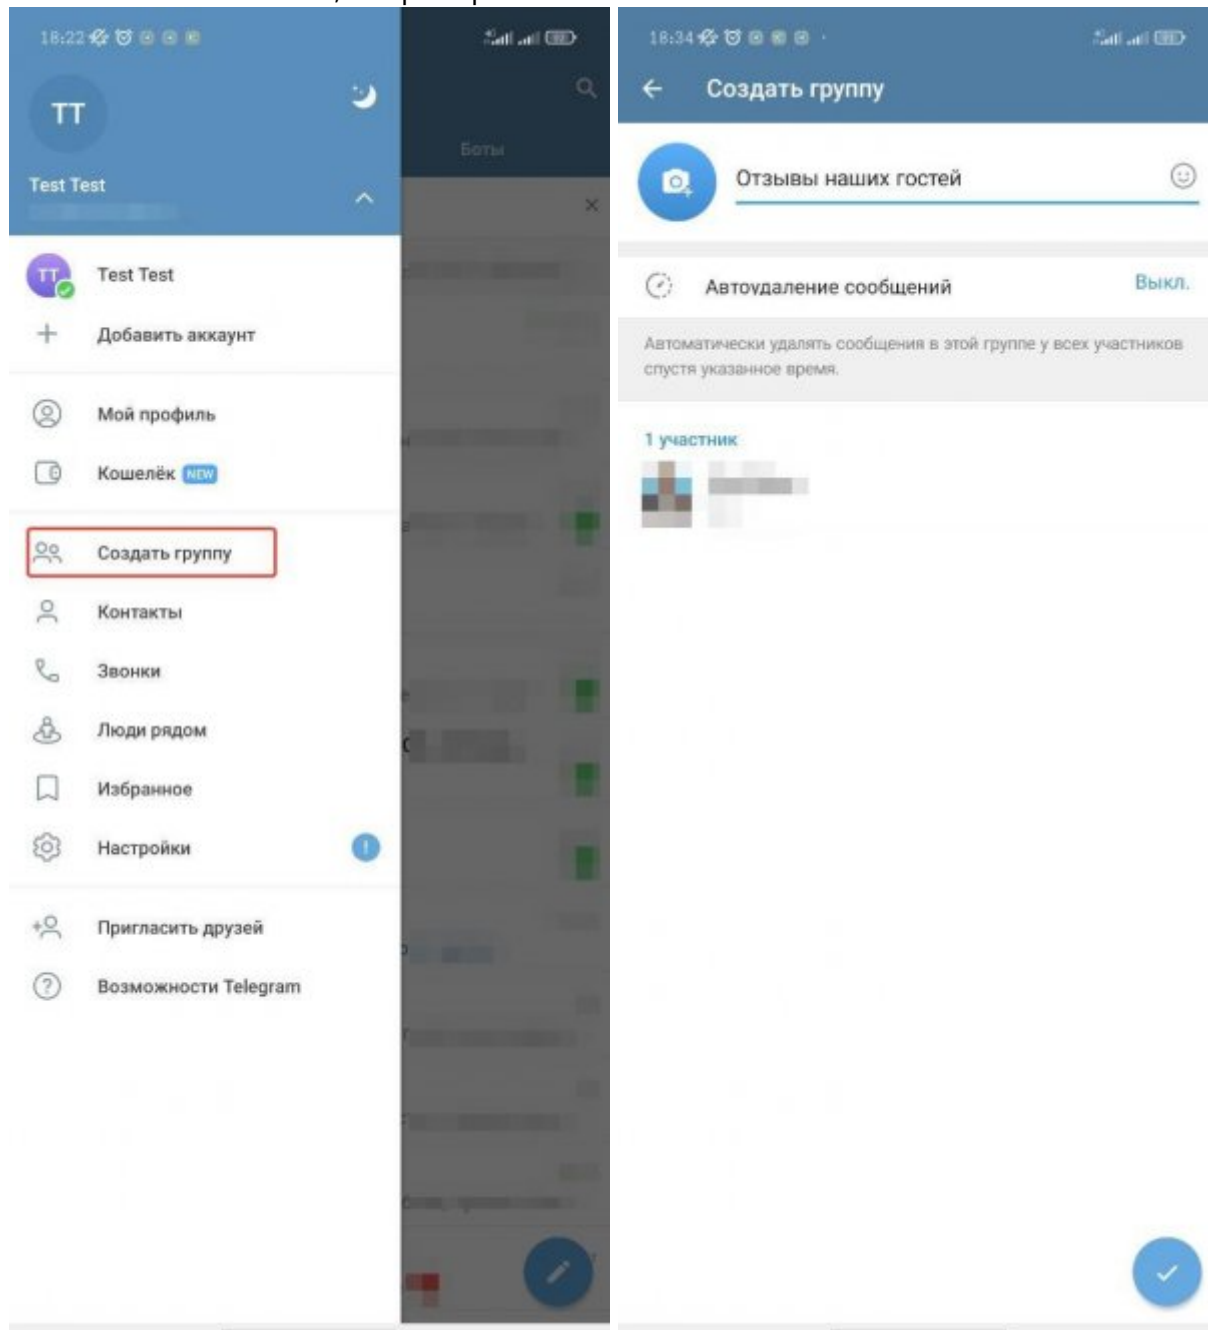 18:22
TT
Test Test
TT
Test Test
Добавить аккаунт
Мой профиль
Кошелёк NEW
Создать группу
Контакты
Звонки
Люди рядом
Избранное
Настройки
Пригласить друзей
Возможности Telegram
Боты
18:34
Создать группу
Отзывы наших гостей
Автоудаление сообщений
Выкл.
Автоматически удалять сообщения в этой группе у всех участников
спустя указанное время.
1 участник